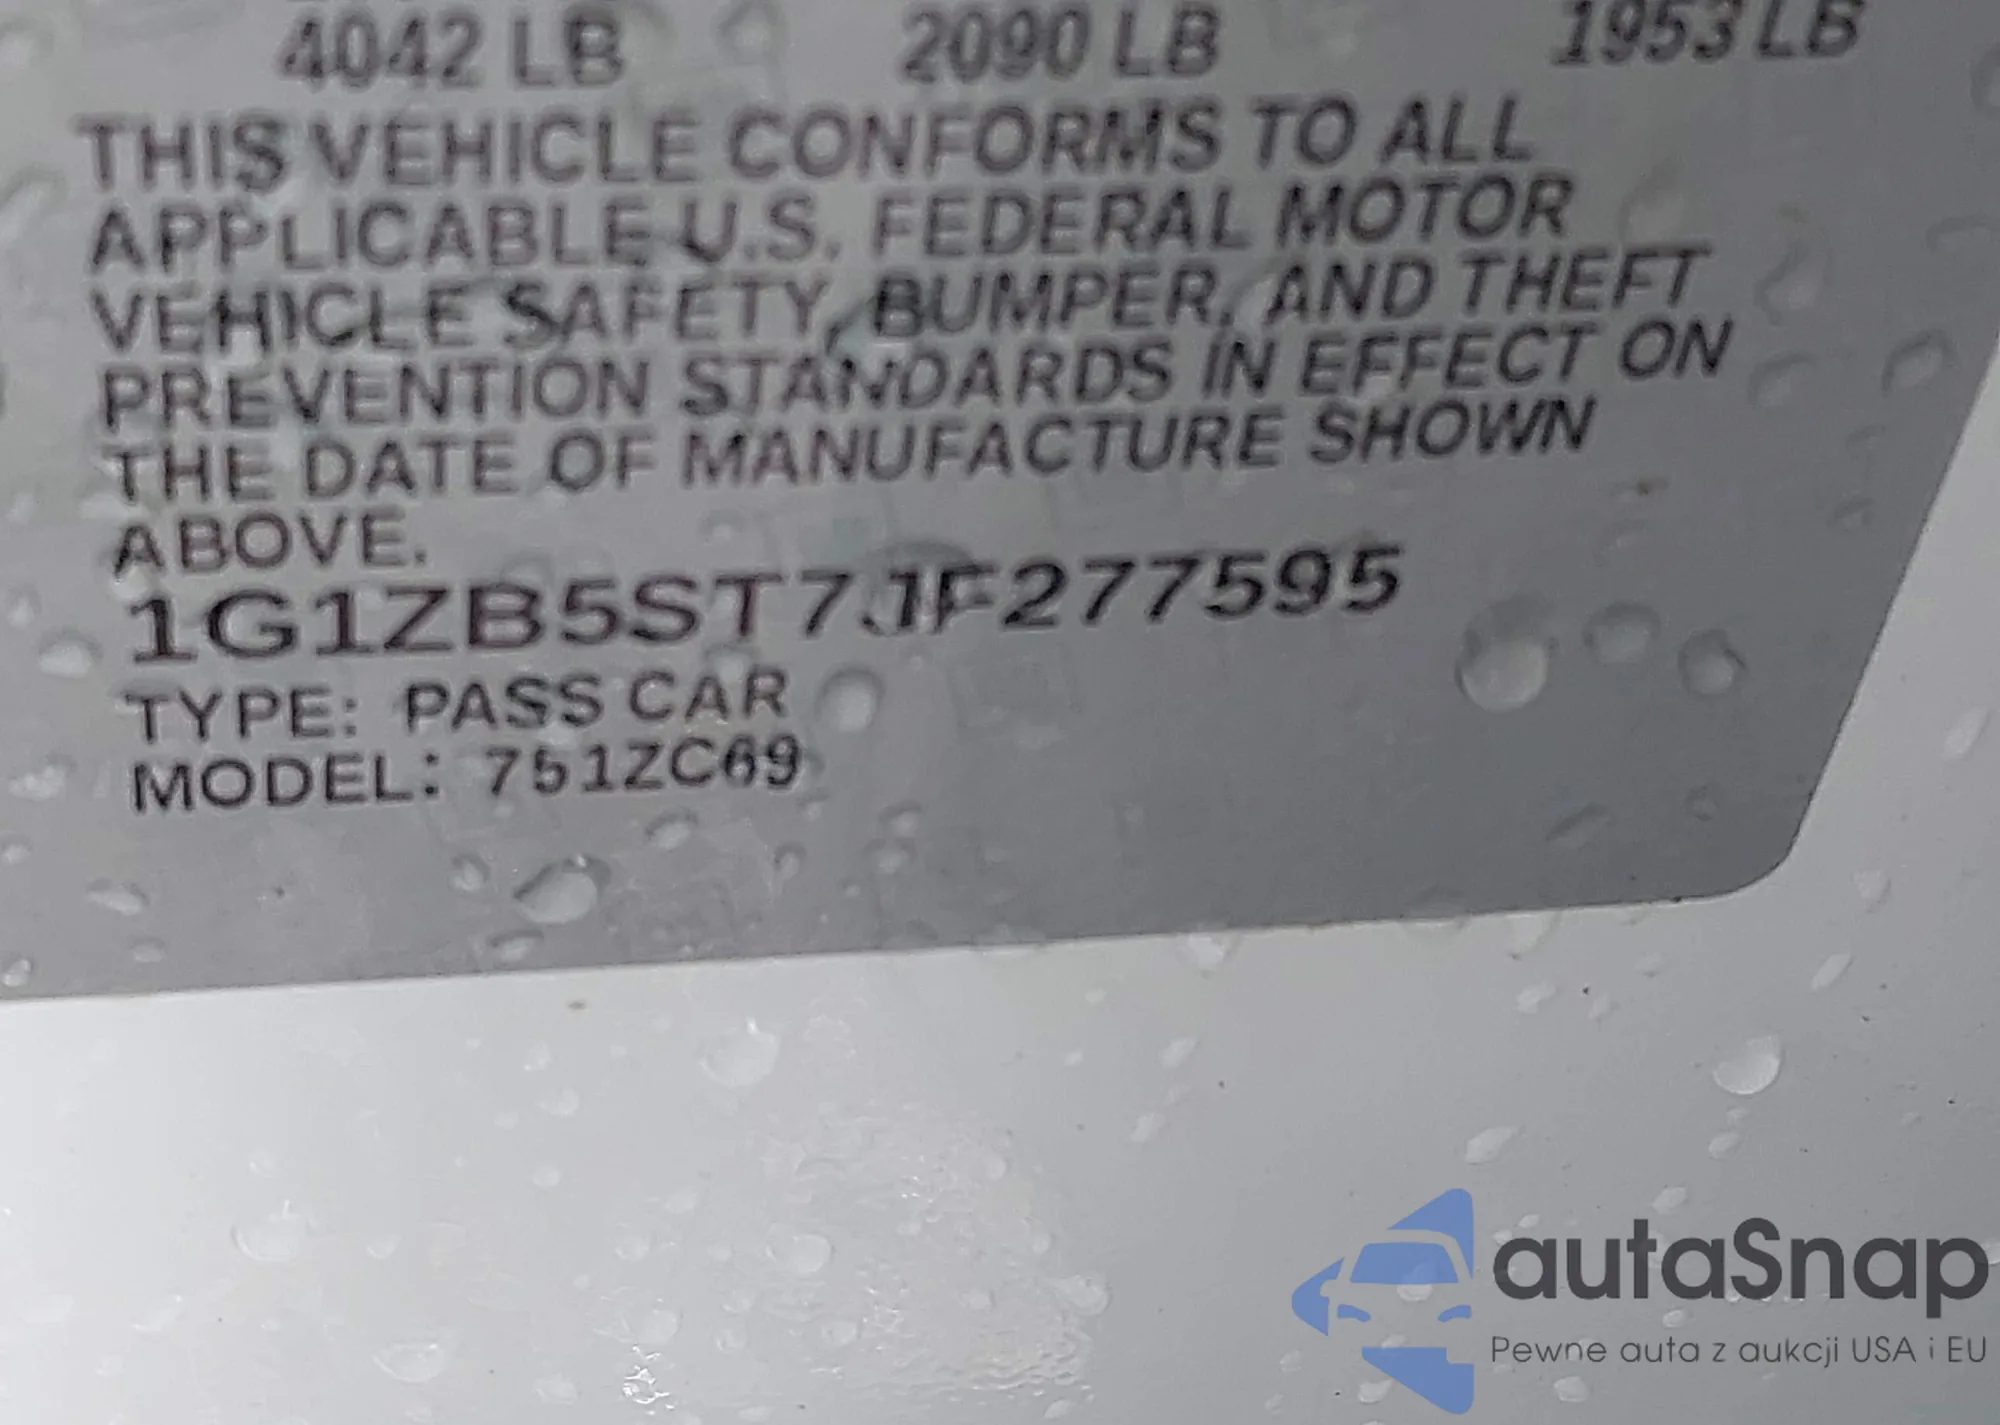 4042 LB 2090 LB 1953 LB
THIS VEHICLE CONFORMS TO ALL
APPLICABLE U.S. FEDERAL MOTOR
VEHICLE SAFETY, BUMPER, AND THEFT
PREVENTION STANDARDS IN EFFECT ON
THE DATE OF MANUFACTURE SHOWN
ABOVE.
1G1ZB5ST7JF277595
TYPE: PASS CAR
MODEL: 751ZC69
autaSnap
Pewne auta z aukcji USA i EU